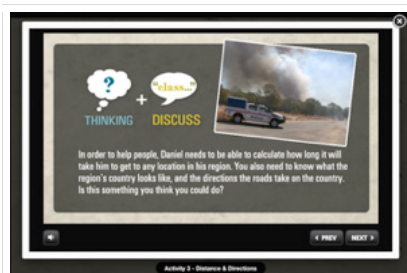 ?
"class..."
THINKING + DISCUSS
In order to help people, Daniel needs to be able to calculate how long it will
take him to get to any location in his region. You also need to know what the
region's country looks like, and the directions the roads take on the country.
Is this something you think you could do?
< PREV NEXT >
Activity 3 - Distance & Directions